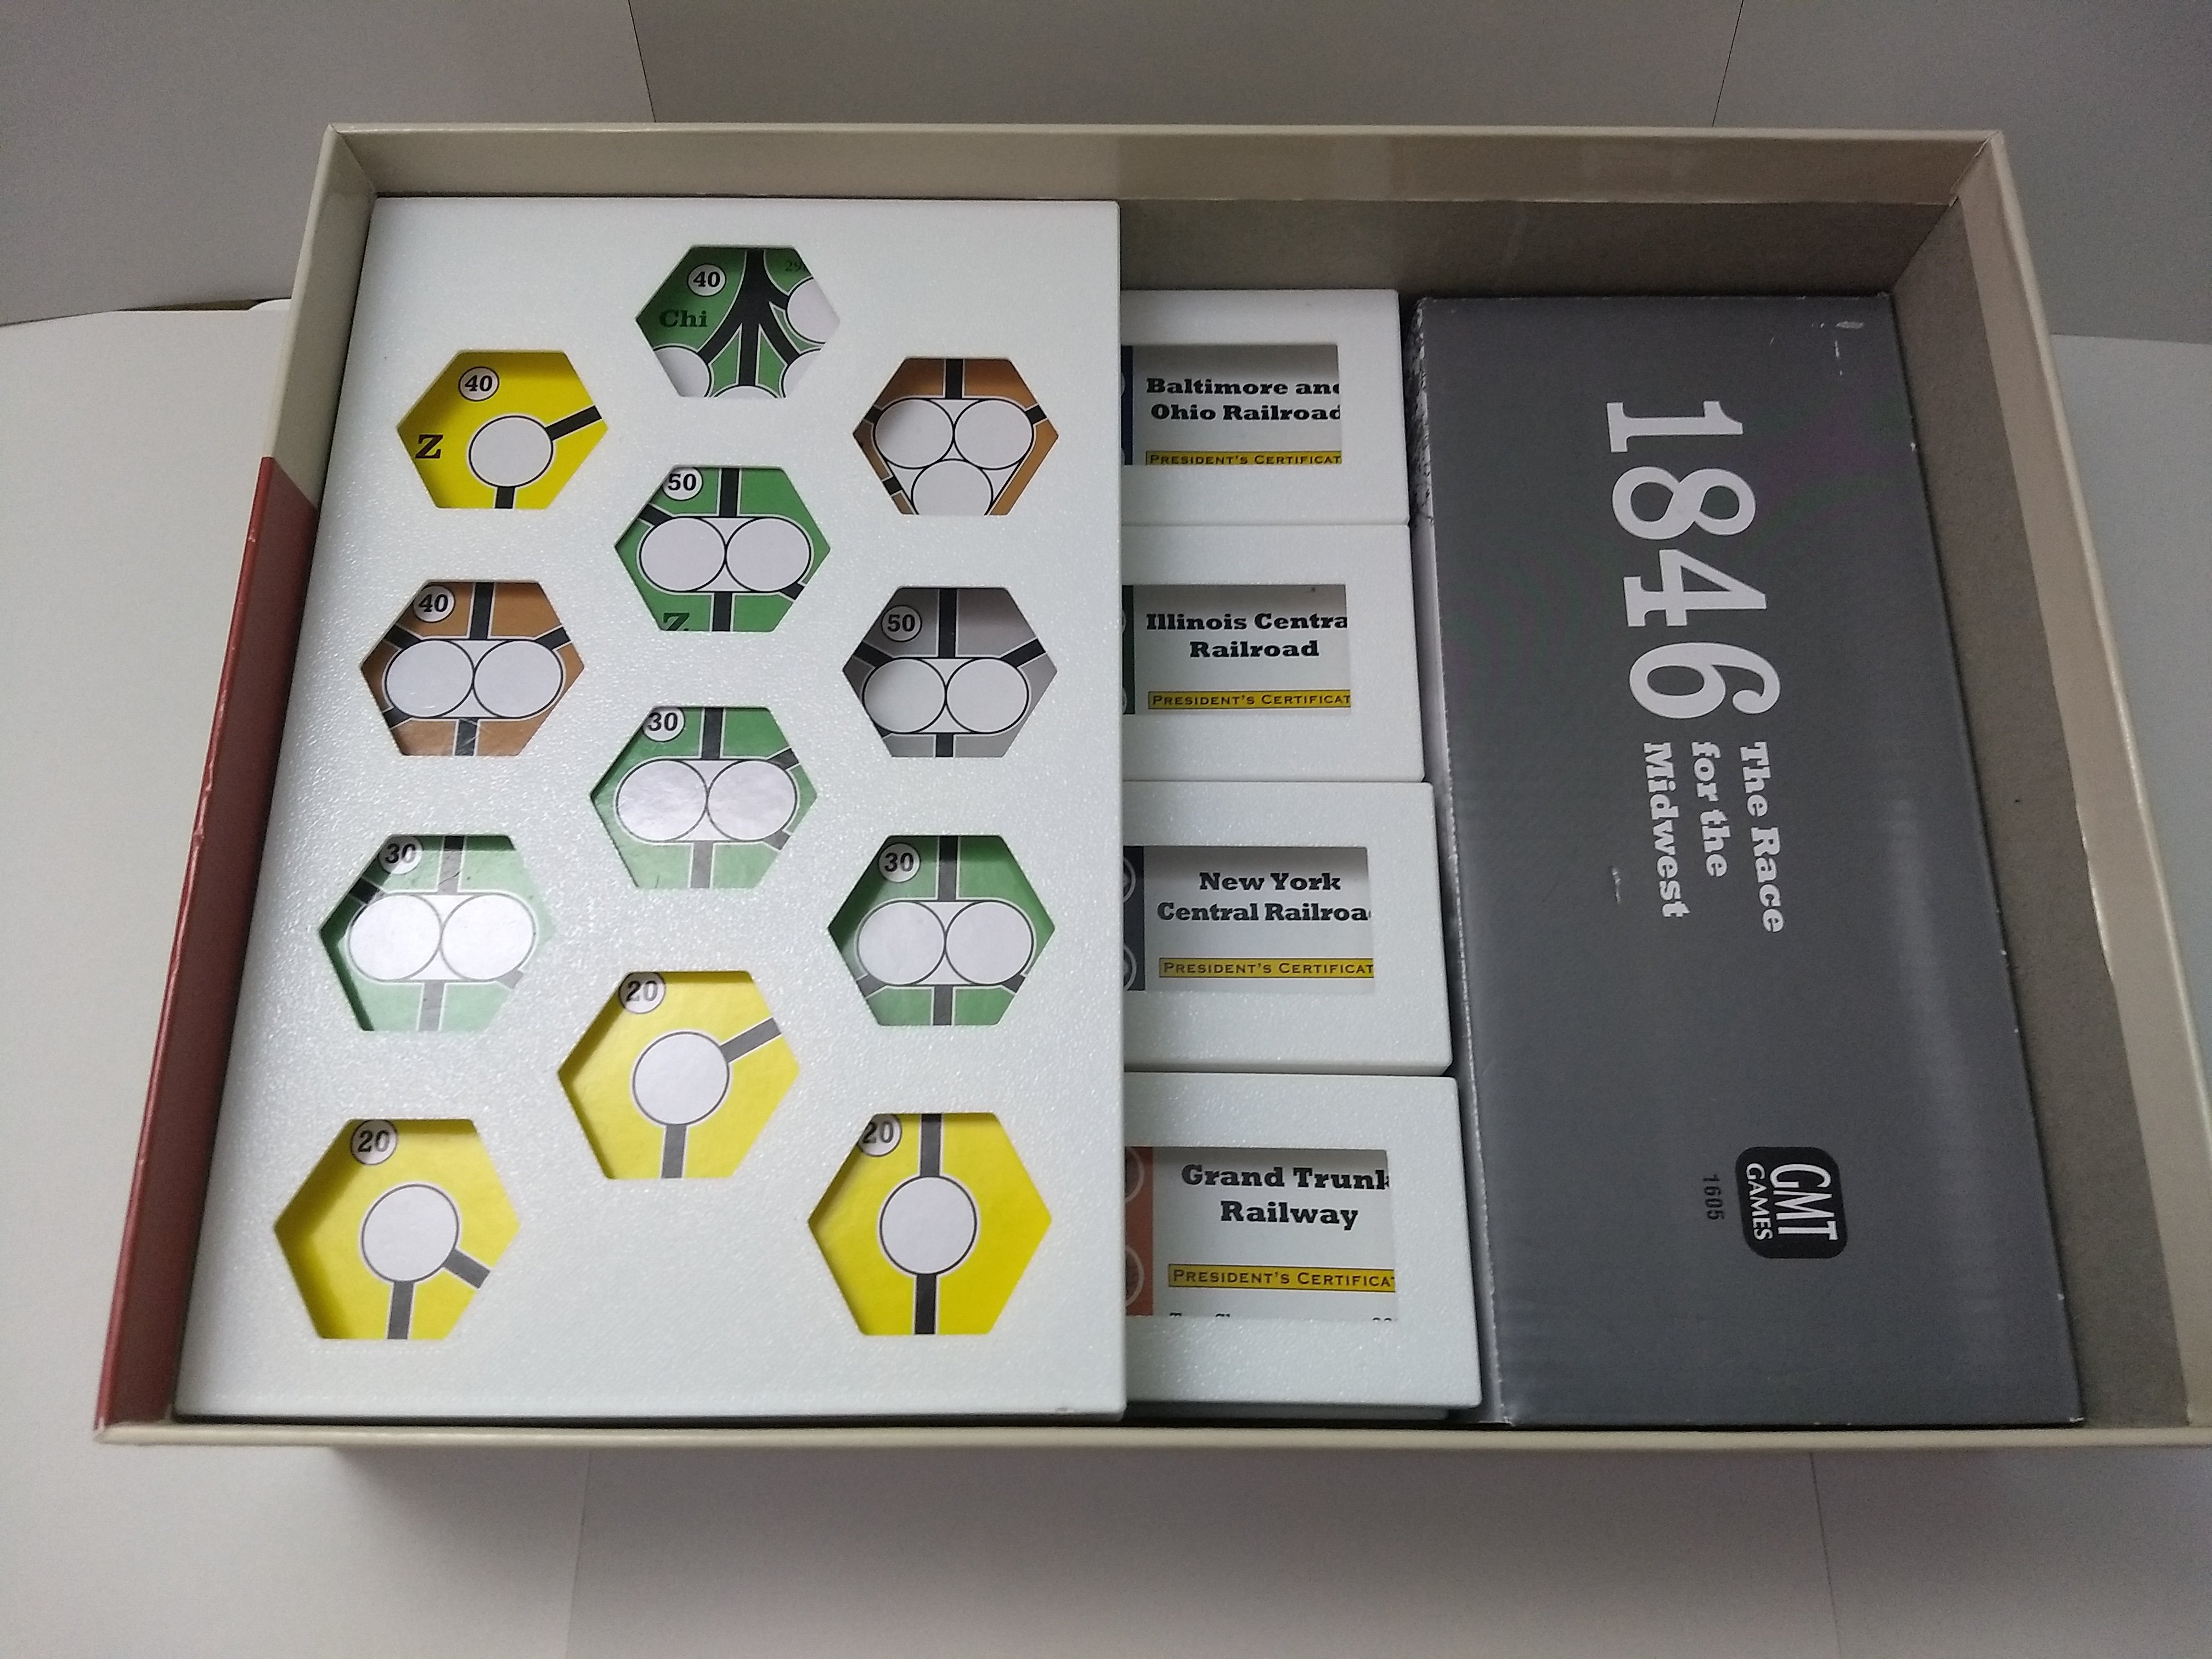 40
29
Chi
40
Z
50
Z
40
50
30
30
30
20
20
20
Baltimore and
Ohio Railroad
PRESIDENT'S CERTIFICAT
Illinois Centra
Railroad
PRESIDENT'S CERTIFICAT
New York
Central Railroa
PRESIDENT'S CERTIFICAT
Grand Trunk
Railway
PRESIDENT'S CERTIFICA
1846
The Race
for the
Midwest
GMT
GAMES
1605